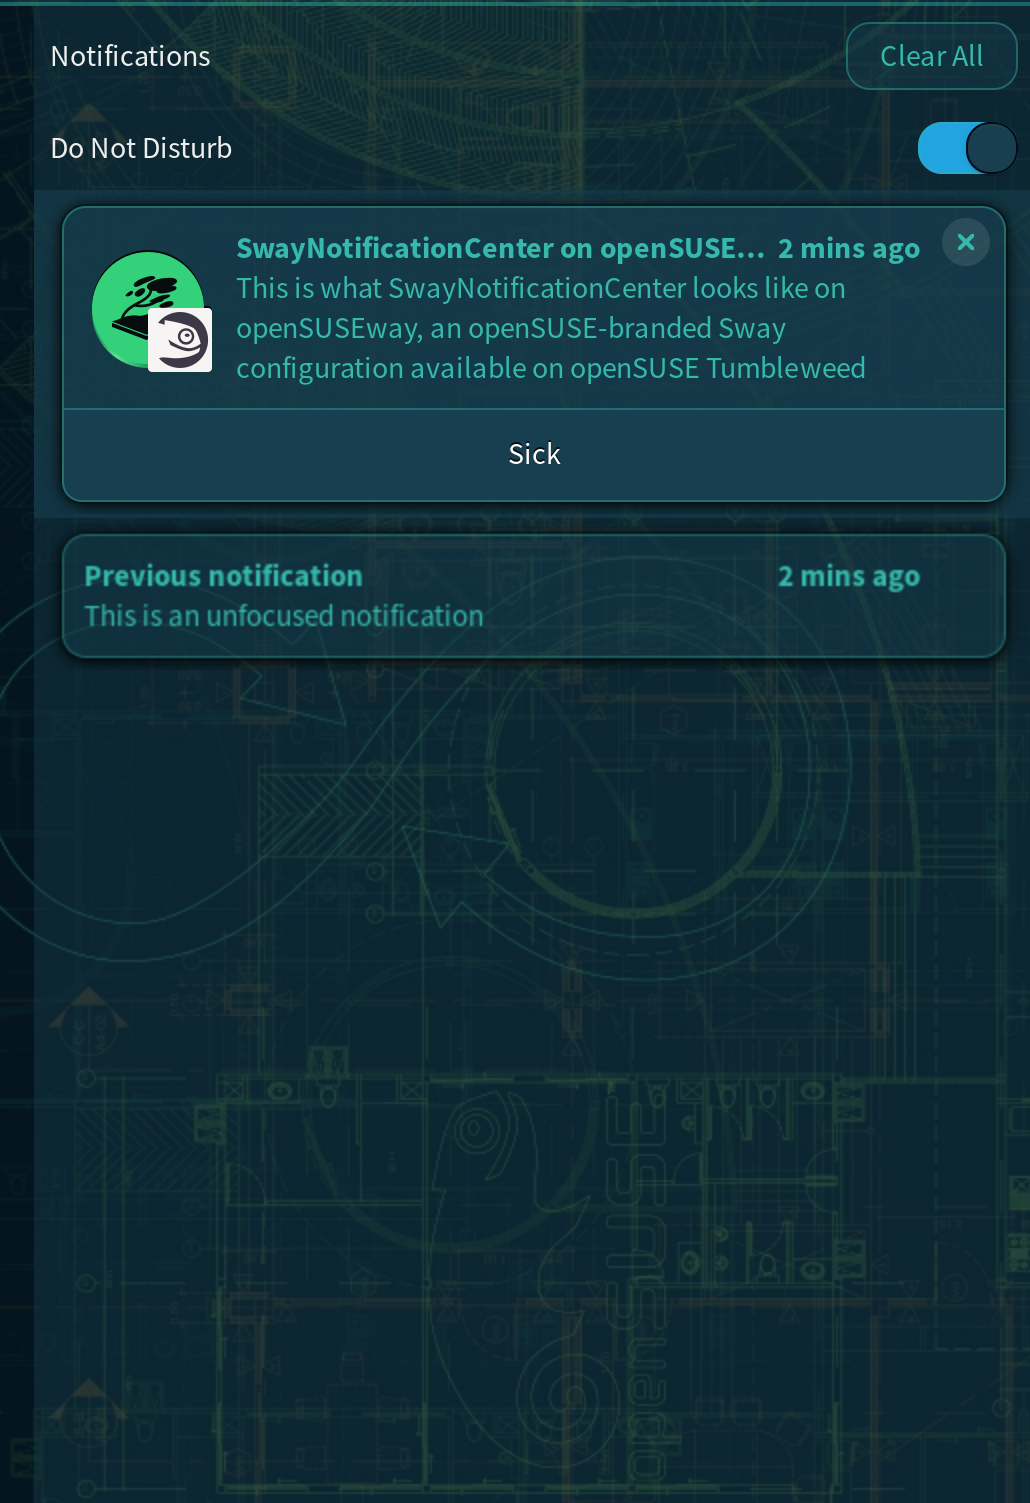 Notifications
Clear All
Do Not Disturb
SwayNotificationCenter on openSUSE... 2 mins ago
This is what SwayNotificationCenter looks like on
openSUSEway, an openSUSE-branded Sway
configuration available on openSUSE Tumbleweed
Sick
Previous notification 2 mins ago
This is an unfocused notification
openSUSE